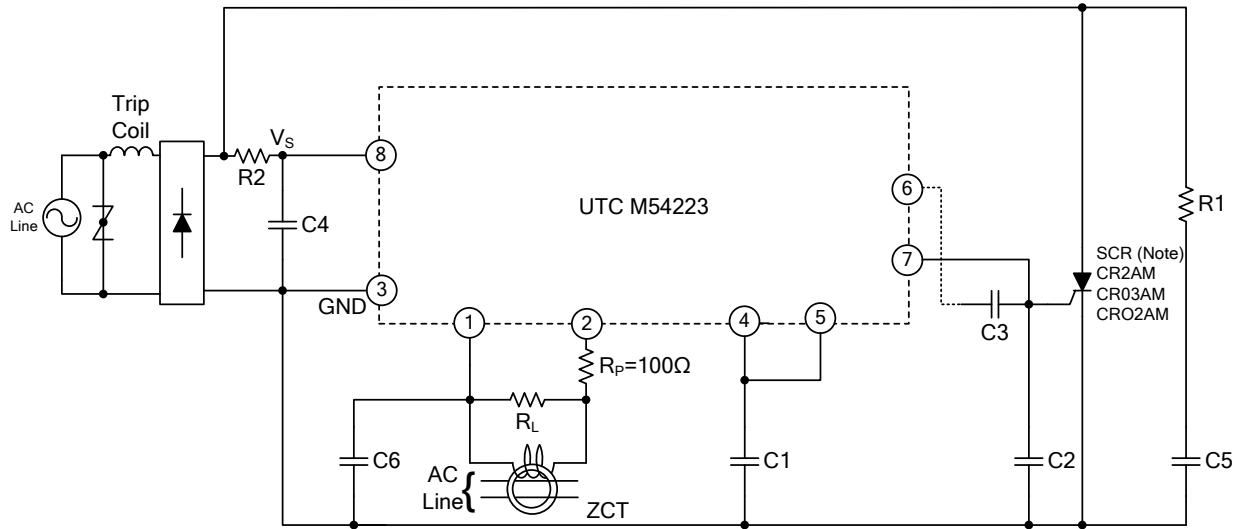 Trip
Coil
V_S
R2
AC
Line
C4
8
UTC M54223
6
7
R1
SCR (Note)
CR2AM
CR03AM
CRO2AM
3
GND
1
2
4
5
C3
R_P=100Ω
R_L
C6
AC
Line
{
ZCT
C1
C2
C5